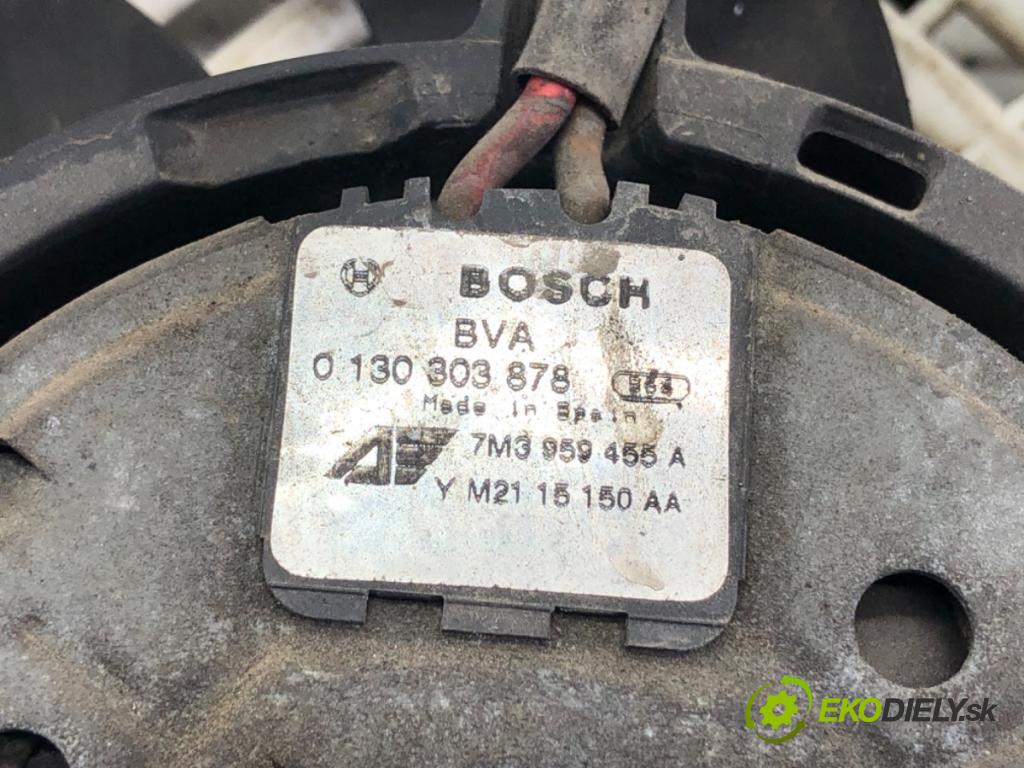 BOSCH
BVA
0 130 303 878
Made in Spain
7M3 959 455 A
Y M21 15 150 AA
EKODIELY.sk